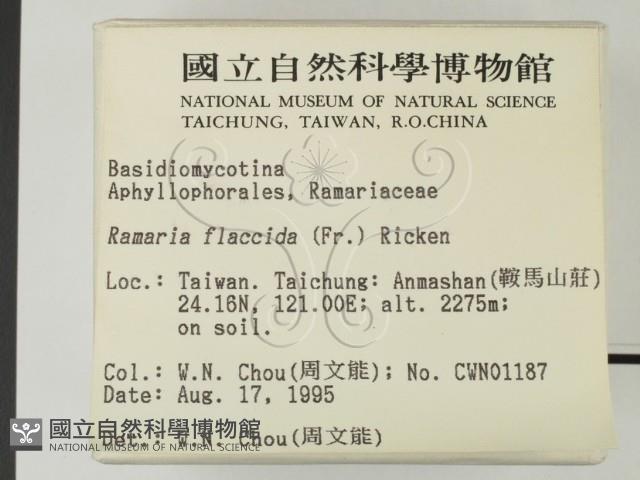 國立自然科學博物館
NATIONAL MUSEUM OF NATURAL SCIENCE
TAICHUNG, TAIWAN, R.O.CHINA
Basidiomycotina
Aphyllophorales, Ramariaceae
Ramaria flaccida (Fr.) Ricken
Loc.: Taiwan. Taichung: Anmashan(鞍馬山莊)
24.16N, 121.00E; alt. 2275m;
on soil.
Col.: W.N. Chou(周文能); No. CWN01187
Date: Aug. 17, 1995
Det.: W.N. Chou(周文能)
國立自然科學博物館
NATIONAL MUSEUM OF NATURAL SCIENCE